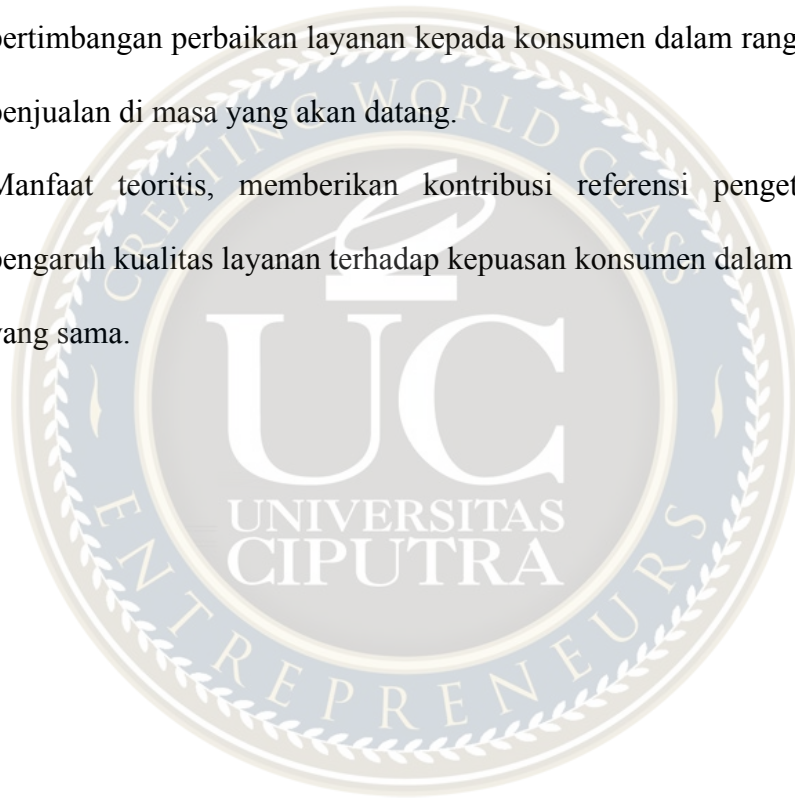 pertimbangan perbaikan layanan kepada konsumen dalam rang
penjualan di masa yang akan datang.
Manfaat teoritis, memberikan kontribusi referensi penget
pengaruh kualitas layanan terhadap kepuasan konsumen dalam
yang sama.
CREATING WORLD CLASS
UC
UNIVERSITAS
CIPUTRA
ENTREPRENEURS